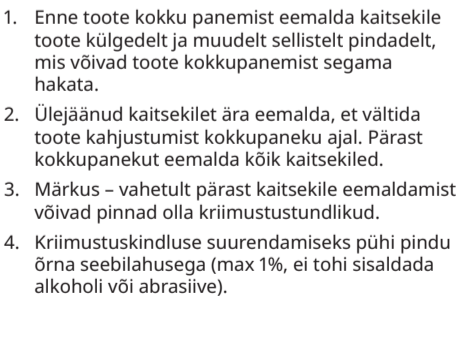 1. Enne toote kokku panemist eemalda kaitsekile
toote külgedelt ja muudelt sellistelt pindadelt,
mis võivad toote kokkupanemist segama
hakata.
2. Ülejäänud kaitsekilet ära eemalda, et vältida
toote kahjustumist kokkupaneku ajal. Pärast
kokkupanekut eemalda kõik kaitsekiled.
3. Märkus – vahetult pärast kaitsekile eemaldamist
võivad pinnad olla kriimustustundlikud.
4. Kriimustuskindluse suurendamiseks pühi pindu
õrna seebilahusega (max 1%, ei tohi sisaldada
alkoholi või abrasiive).